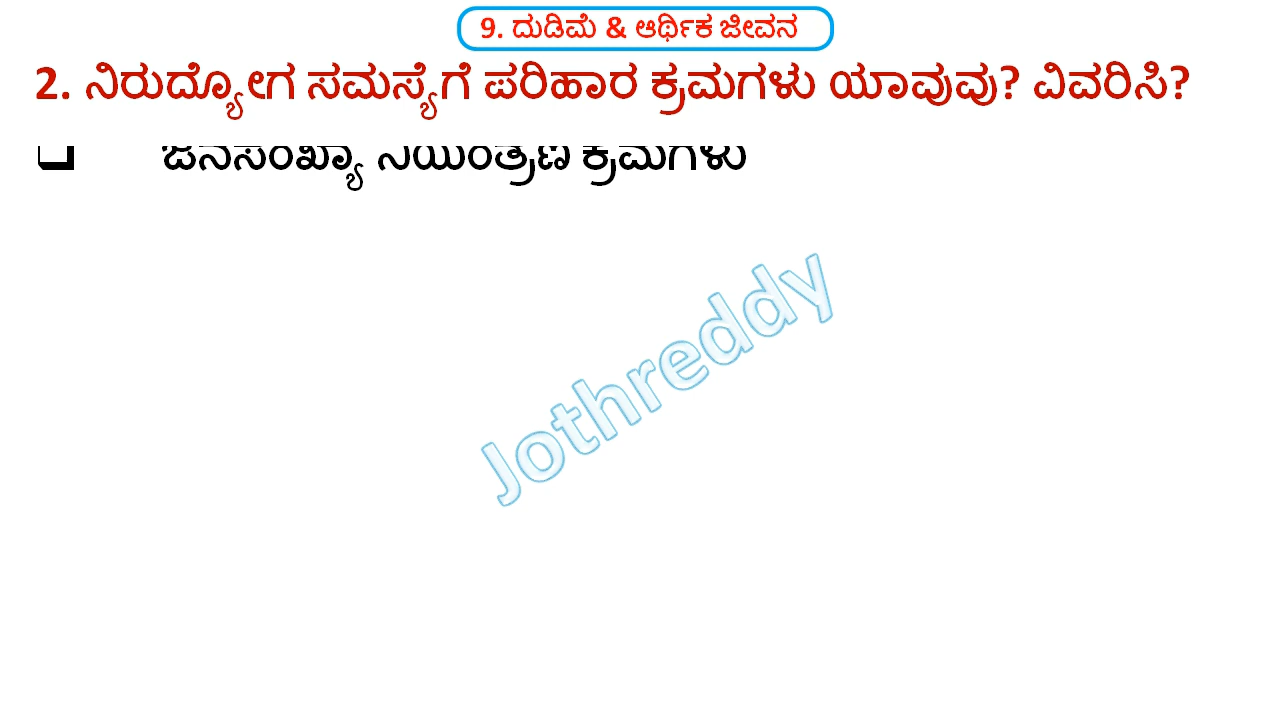 9. ದುಡಿಮೆ & ಆರ್ಥಿಕ ಜೀವನ
2. ನಿರುದ್ಯೋಗ ಸಮಸ್ಯೆಗೆ ಪರಿಹಾರ ಕ್ರಮಗಳು ಯಾವುವು? ವಿವರಿಸಿ?
ಜನಸಂಖ್ಯಾ ನಿಯಂತ್ರಣ ಕ್ರಮಗಳು
Jothreddy